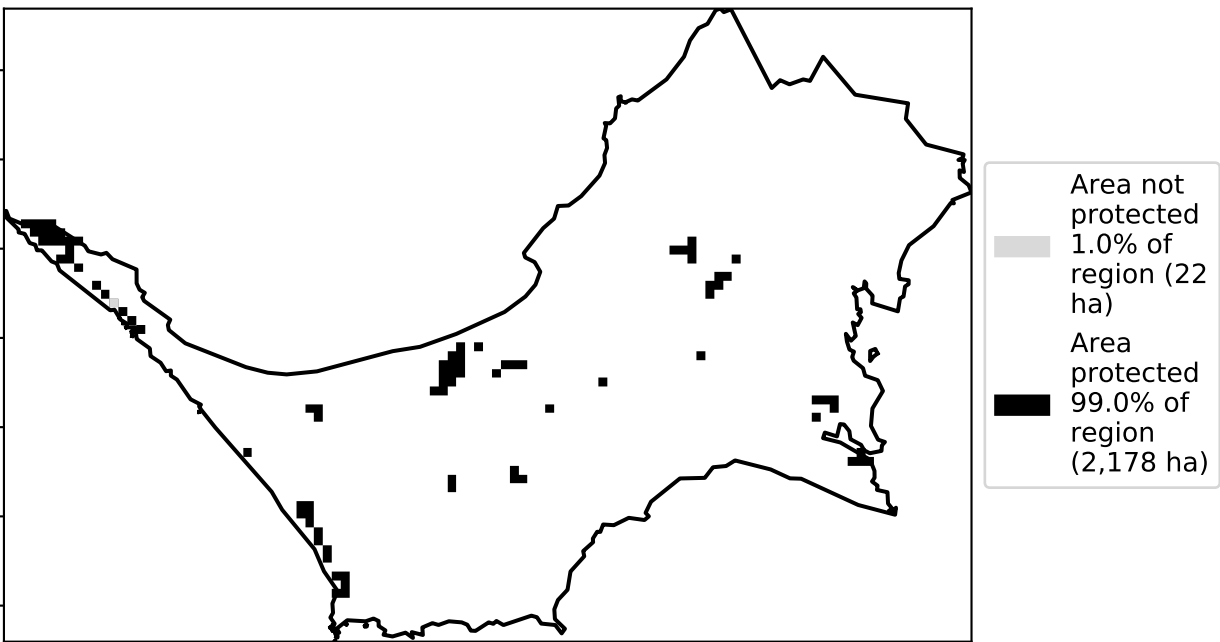 Area not
protected
1.0% of
region (22
ha)
Area
protected
99.0% of
region
(2,178 ha)